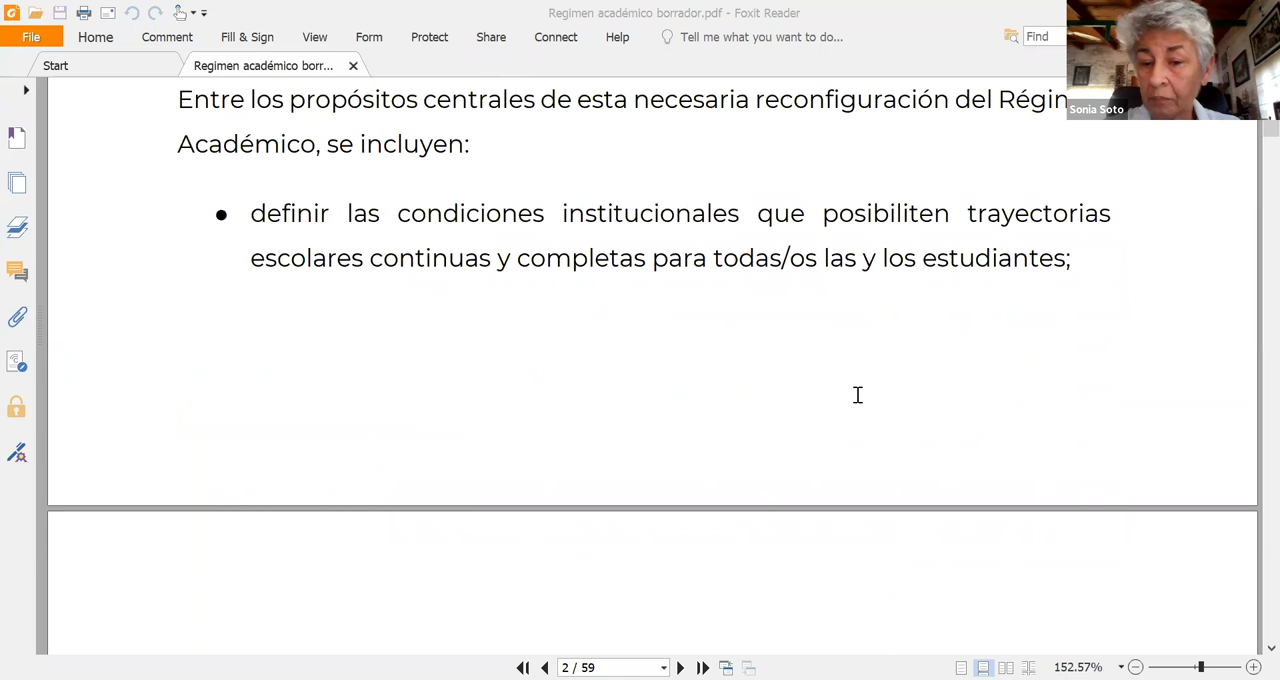 Regimen académico borrador.pdf - Foxit Reader
File Home Comment Fill & Sign View Form Protect Share Connect Help Tell me what you want to do... Find
Start Regimen académico borr...
Entre los propósitos centrales de esta necesaria reconfiguración del Régim
Sonia Soto
Académico, se incluyen:
● definir las condiciones institucionales que posibiliten trayectorias
escolares continuas y completas para todas/os las y los estudiantes;
2 / 59 152.57%